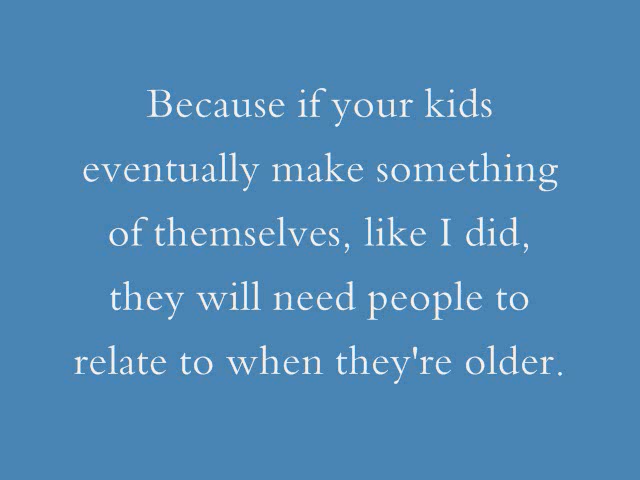 Because if your kids
eventually make something
of themselves, like I did,
they will need people to
relate to when they're older.